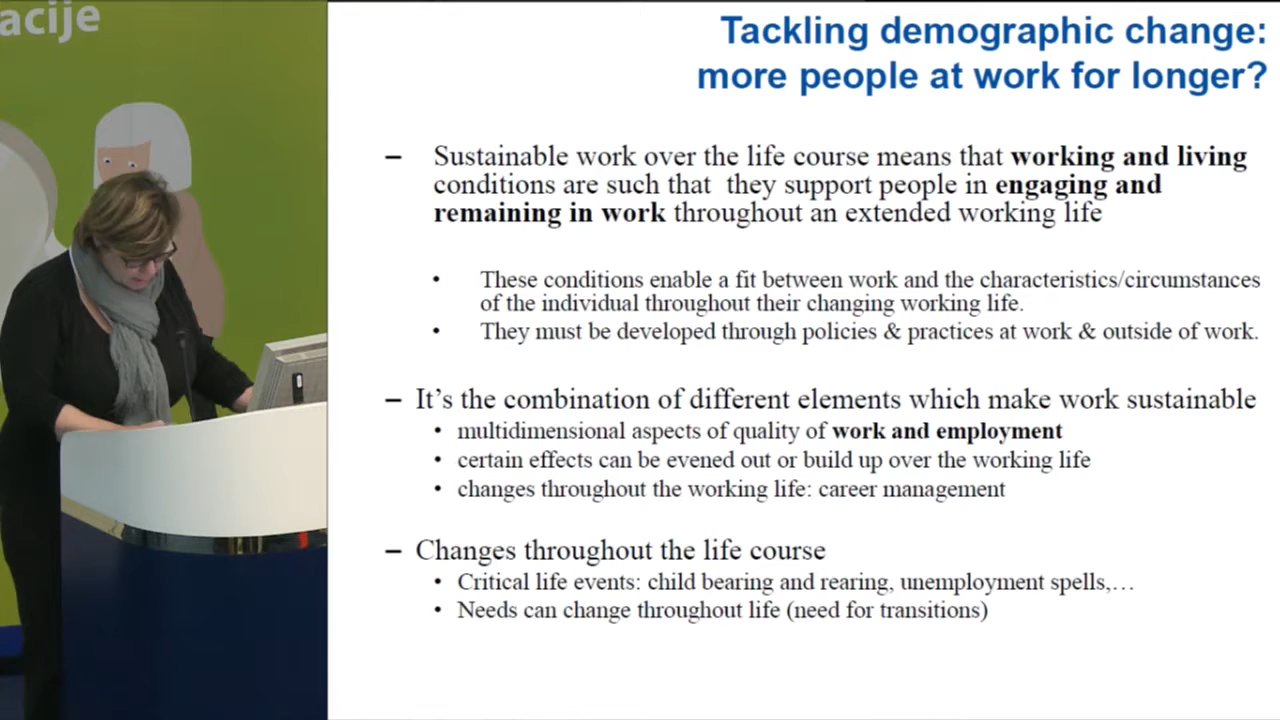 acije
Tackling demographic change:
more people at work for longer?
– Sustainable work over the life course means that working and living
conditions are such that they support people in engaging and
remaining in work throughout an extended working life
• These conditions enable a fit between work and the characteristics/circumstances
of the individual throughout their changing working life.
• They must be developed through policies & practices at work & outside of work.
– It’s the combination of different elements which make work sustainable
• multidimensional aspects of quality of work and employment
• certain effects can be evened out or build up over the working life
• changes throughout the working life: career management
– Changes throughout the life course
• Critical life events: child bearing and rearing, unemployment spells,…
• Needs can change throughout life (need for transitions)